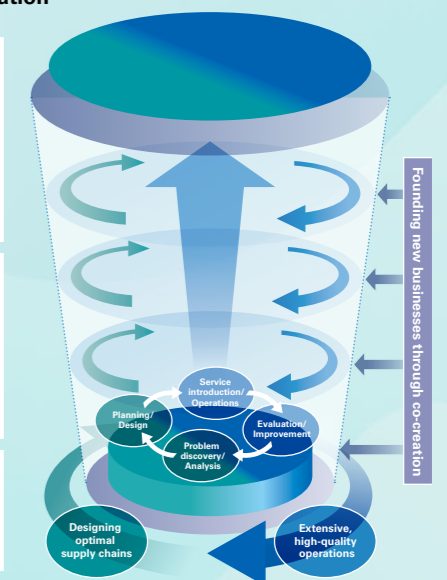 Service
introduction/
Operations
Planning/
Design
Evaluation/
Improvement
Problem
discovery/
Analysis
Designing
optimal
supply chains
Extensive,
high-quality
operations
Founding new businesses through co-creation